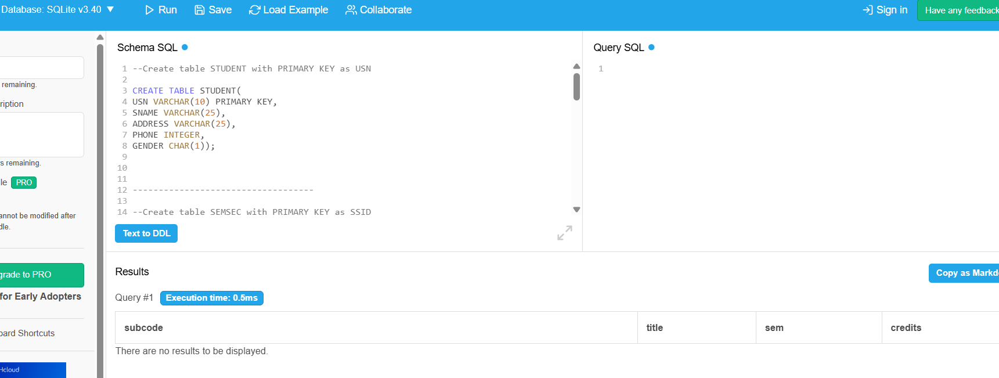 Database: SQLite v3.40 ▼ Run Save Load Example Collaborate Sign in Have any feedback
remaining.
ription
s remaining.
le PRO
annot be modified after
dle.
grade to PRO
for Early Adopters
oard Shortcuts
Hcloud
Schema SQL
1 --Create table STUDENT with PRIMARY KEY as USN
2
3 CREATE TABLE STUDENT(
4 USN VARCHAR(10) PRIMARY KEY,
5 SNAME VARCHAR(25),
6 ADDRESS VARCHAR(25),
7 PHONE INTEGER,
8 GENDER CHAR(1));
9
10
11
12 -----------------------------------
13
14 --Create table SEMSEC with PRIMARY KEY as SSID
Text to DDL
Query SQL
1
Results
Copy as Markd
Query #1 Execution time: 0.5ms
subcode title sem credits
There are no results to be displayed.